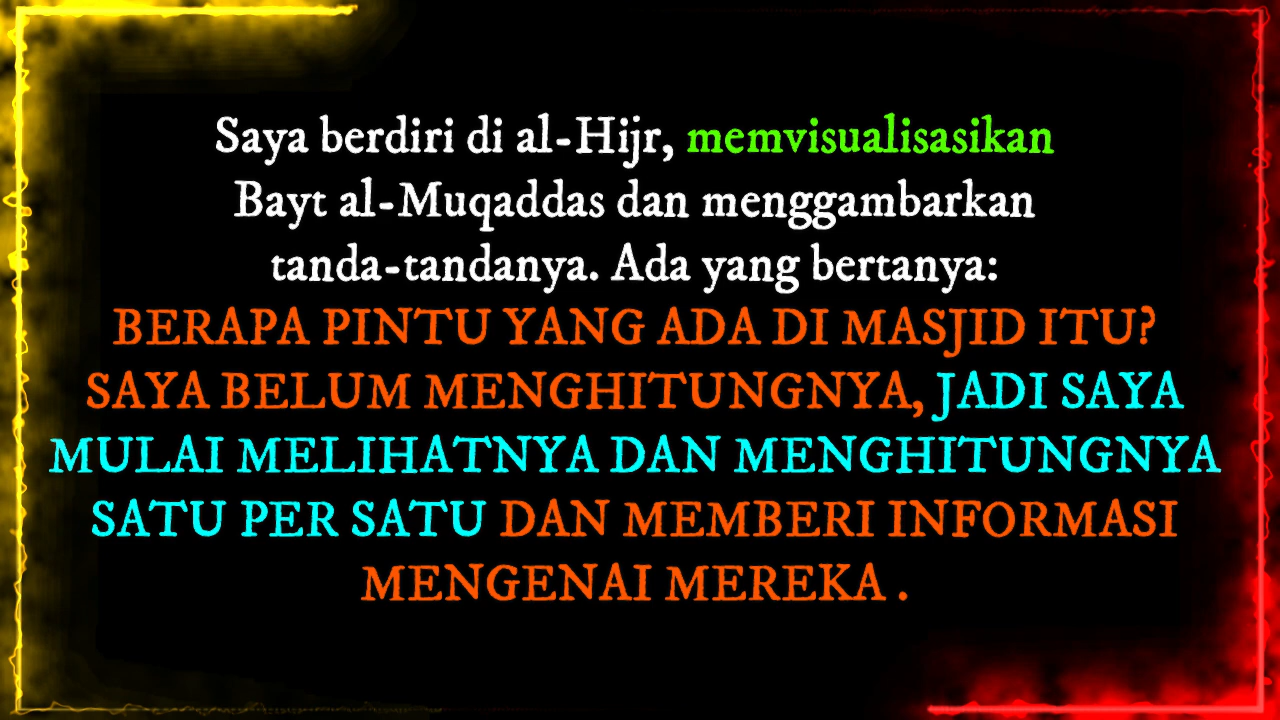 Saya berdiri di al-Hijr, memvisualisasikan
Bayt al-Muqaddas dan menggambarkan
tanda-tandanya. Ada yang bertanya:
BERAPA PINTU YANG ADA DI MASJID ITU?
SAYA BELUM MENGHITUNGNYA, JADI SAYA
MULAI MELIHATNYA DAN MENGHITUNGNYA
SATU PER SATU DAN MEMBERI INFORMASI
MENGENAI MEREKA .